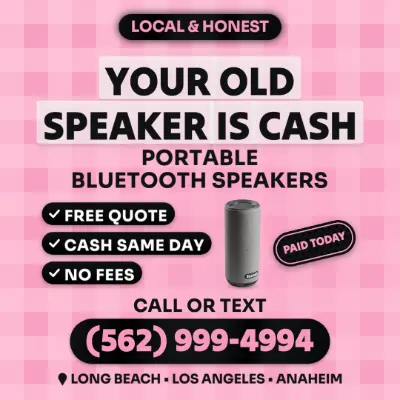 LOCAL & HONEST
YOUR OLD
SPEAKER IS CASH
PORTABLE
BLUETOOTH SPEAKERS
✓ FREE QUOTE
✓ CASH SAME DAY
✓ NO FEES
PAID TODAY
CALL OR TEXT
(562) 999-4994
LONG BEACH • LOS ANGELES • ANAHEIM